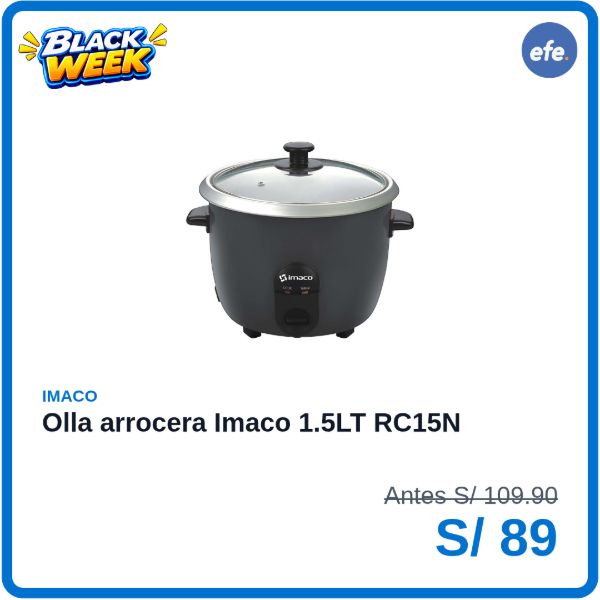 BLACK
WEEK
efe.
imaco
IMACO
Olla arrocera Imaco 1.5LT RC15N
Antes S/ 109.90
S/ 89